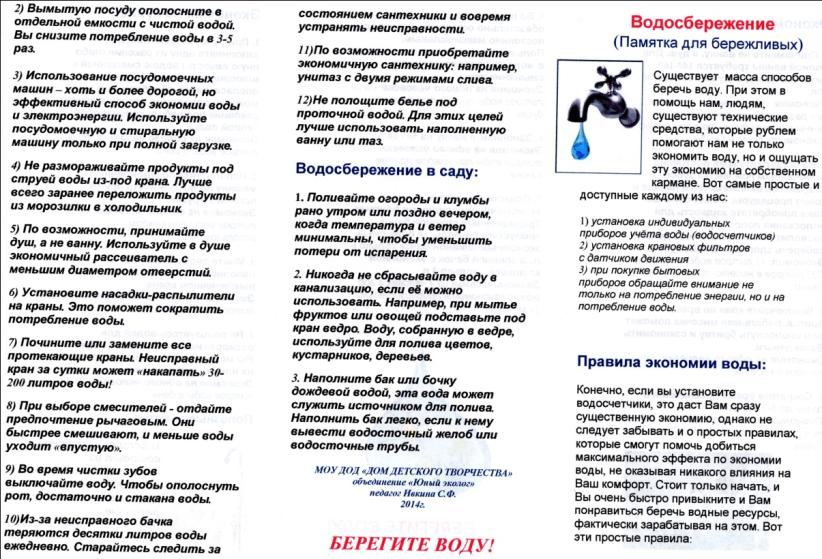 2) Вымытую посуду ополосните в
отдельной емкости с чистой водой.
Вы снизите потребление воды в 3-5
раз.
3) Использование посудомоечных
машин – хоть и более дорогой, но
эффективный способ экономии воды
и электроэнергии. Используйте
посудомоечную и стиральную
машину только при полной загрузке.
4) Не размораживайте продукты под
струей воды из-под крана. Лучше
всего заранее переложить продукты
из морозилки в холодильник.
5) По возможности, принимайте
душ, а не ванну. Используйте в душе
экономичный рассеиватель с
меньшим диаметром отверстий.
6) Установите насадки-распылители
на краны. Это поможет сократить
потребление воды.
7) Почините или замените все
протекающие краны. Неисправный
кран за сутки может «накапать» 30-
200 литров воды!
8) При выборе смесителей - отдайте
предпочтение рычаговым. Они
быстрее смешивают, и меньше воды
уходит «впустую».
9) Во время чистки зубов
выключайте воду. Чтобы ополоснуть
рот, достаточно и стакана воды.
10)Из-за неисправного бачка
теряются десятки литров воды
ежедневно. Старайтесь следить за
состоянием сантехники и вовремя
устранять неисправности.
11)По возможности приобретайте
экономичную сантехнику: например,
унитаз с двумя режимами слива.
12)Не полощите белье под
проточной водой. Для этих целей
лучше использовать наполненную
ванну или таз.
Водосбережение в саду:
1. Поливайте огороды и клумбы
рано утром или поздно вечером,
когда температура и ветер
минимальны, чтобы уменьшить
потери от испарения.
2. Никогда не сбрасывайте воду в
канализацию, если её можно
использовать. Например, при мытье
фруктов или овощей подставьте под
кран ведро. Воду, собранную в ведре,
используйте для полива цветов,
кустарников, деревьев.
3. Наполните бак или бочку
дождевой водой, эта вода может
служить источником для полива.
Наполнить бак легко, если к нему
вывести водосточный желоб или
водосточные трубы.
МОУ ДОД «ДОМ ДЕТСКОГО ТВОРЧЕСТВА»
объединение «Юный эколог»
педагог Ивкина С.Ф.
2014г.
БЕРЕГИТЕ ВОДУ!
Водосбережение
(Памятка для бережливых)
Существует масса способов
беречь воду. При этом в
помощь нам, людям,
существуют технические
средства, которые рублем
помогают нам не только
экономить воду, но и ощущать
эту экономию на собственном
кармане. Вот самые простые и
доступные каждому из нас:
1) установка индивидуальных
приборов учёта воды (водосчетчиков)
2) установка крановых фильтров
с датчиком движения
3) при покупке бытовых
приборов обращайте внимание не
только на потребление энергии, но и на
потребление воды.
Правила экономии воды:
Конечно, если вы установите
водосчетчики, это даст Вам сразу
существенную экономию, однако не
следует забывать и о простых правилах,
которые смогут помочь добиться
максимального эффекта по экономии
воды, не оказывая никакого влияния на
Ваш комфорт. Стоит только начать, и
Вы очень быстро привыкните и Вам
понравиться беречь водные ресурсы,
фактически зарабатывая на этом. Вот
эти простые правила: